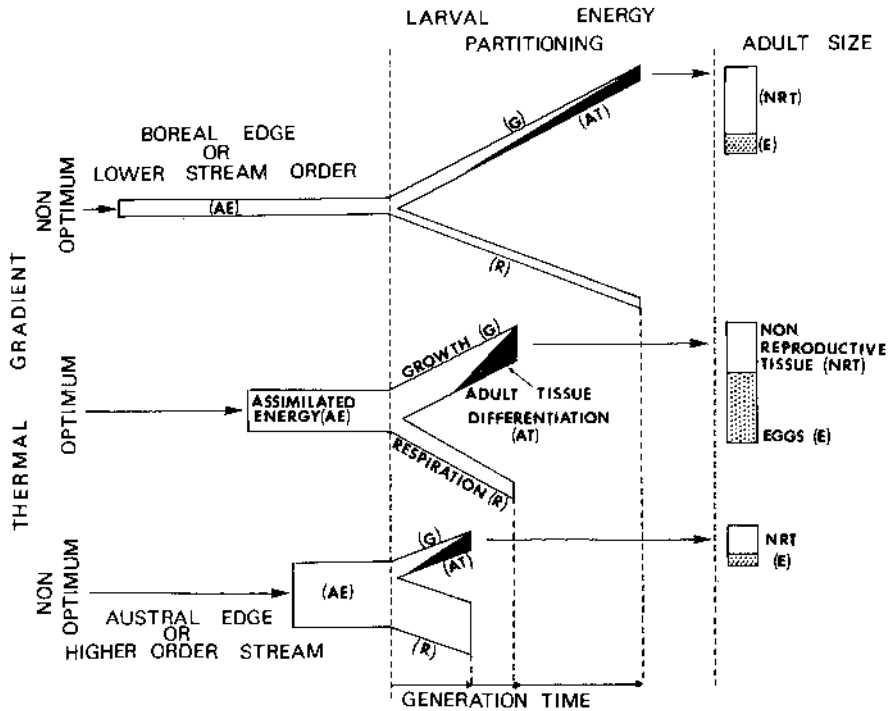 LARVAL ENERGY
PARTITIONING
ADULT SIZE
THERMAL GRADIENT
NON
OPTIMUM
BOREAL EDGE
OR
LOWER STREAM ORDER
(AE)
(G)
(AT)
(R)
(NRT)
(E)
OPTIMUM
ASSIMILATED
ENERGY(AE)
GROWTH (G)
ADULT TISSUE
DIFFERENTIATION
(AT)
RESPIRATION (R)
NON
REPRODUCTIVE
TISSUE (NRT)
EGGS (E)
NON
OPTIMUM
(AE)
AUSTRAL EDGE
OR
HIGHER ORDER STREAM
(G)
(AT)
(R)
NRT
(E)
GENERATION TIME